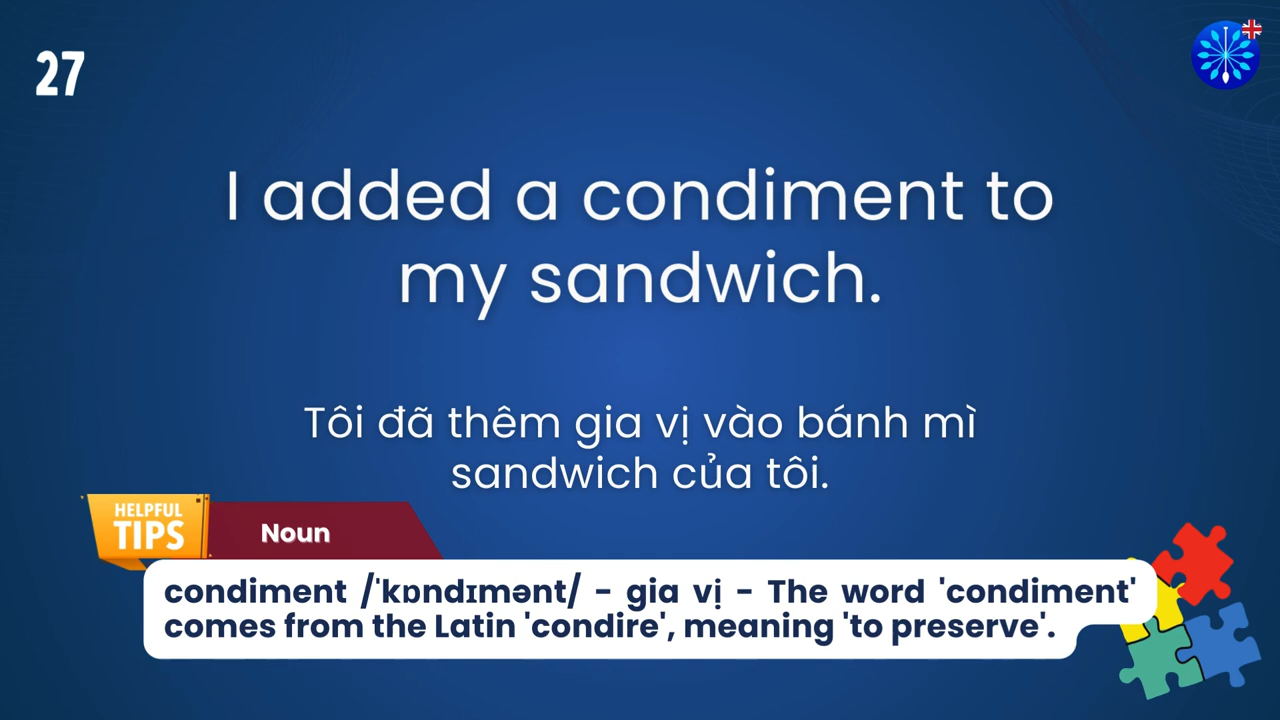 27
I added a condiment to
my sandwich.
Tôi đã thêm gia vị vào bánh mì
sandwich của tôi.
HELPFUL
TIPS
Noun
condiment /ˈkɒndɪmənt/ - gia vị - The word 'condiment'
comes from the Latin 'condire', meaning 'to preserve'.